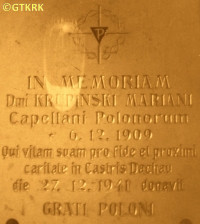 ©GTKRK
P
IN MEMORIAM
Dni KRUPINSKI MARIANI
Capellani Polonorum
6. 12. 1909
Qui vitam suam pro fide et proximi
caritate in Castris Dachau
die 27. 12. 1941 donavit
GRATI POLONI